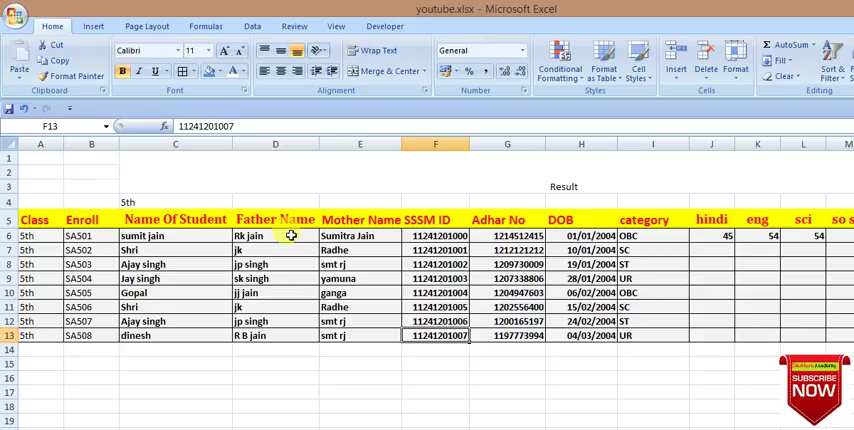 youtube.xlsx - Microsoft Excel
Home Insert Page Layout Formulas Data Review View Developer
Paste Cut Copy Format Painter
Calibri 11 A A
B I U A
Wrap Text
Merge & Center
General
$ % ,
Conditional Formatting Format as Table Cell Styles
Insert Delete Format
Σ AutoSum Fill Clear
Sort & Filter
Clipboard Font Alignment Number Styles Cells
F13 fx 11241201007
A B C D E F G H I J K L M
1
2
3 Result
4 5th
5 Class Enroll Name Of Student Father Name Mother Name SSSM ID Adhar No DOB category hindi eng sci so s
6 5th SA501 sumit jain Rk jain Sumitra Jain 11241201000 1214512415 01/01/2004 OBC 45 54 54
7 5th SA502 Shri jk Radhe 11241201001 1212121212 10/01/2004 SC
8 5th SA503 Ajay singh jp singh smt rj 11241201002 1209730009 19/01/2004 ST
9 5th SA504 Jay singh sk singh yamuna 11241201003 1207338806 28/01/2004 UR
10 5th SA505 Gopal jj jain ganga 11241201004 1204947603 06/02/2004 OBC
11 5th SA506 Shri jk Radhe 11241201005 1202556400 15/02/2004 SC
12 5th SA507 Ajay singh jp singh smt rj 11241201006 1200165197 24/02/2004 ST
13 5th SA508 dinesh R B jain smt rj 11241201007 1197773994 04/03/2004 UR
14
15
16
17
18
19
SUBSCRIBE
NOW